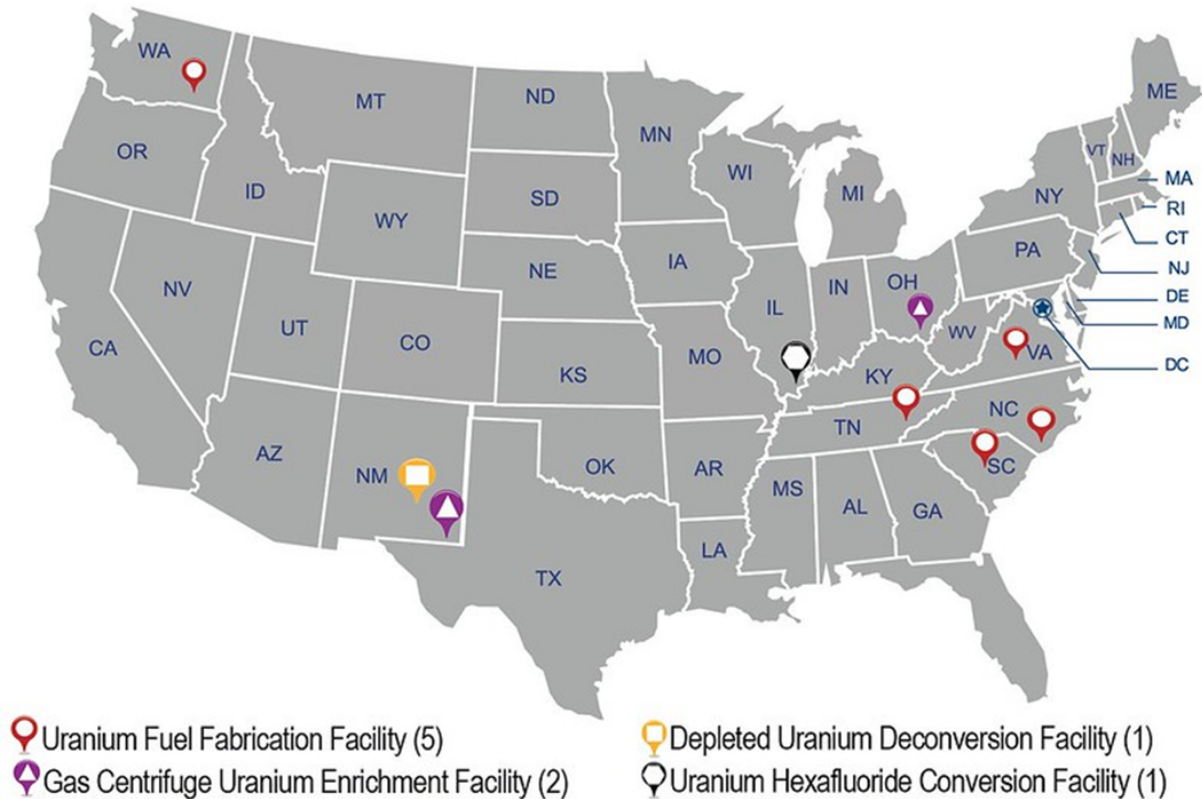 WA
MT
ND
MN
OR
ID
SD
WI
MI
ME
VT
NH
NY
MA
RI
CT
WY
NE
IA
PA
NJ
NV
UT
CO
KS
MO
IL
IN
OH
WV
DE
MD
DC
CA
KY
VA
AZ
NM
OK
AR
TN
NC
SC
MS
AL
GA
LA
TX
Uranium Fuel Fabrication Facility (5)
Depleted Uranium Deconversion Facility (1)
Gas Centrifuge Uranium Enrichment Facility (2)
Uranium Hexafluoride Conversion Facility (1)